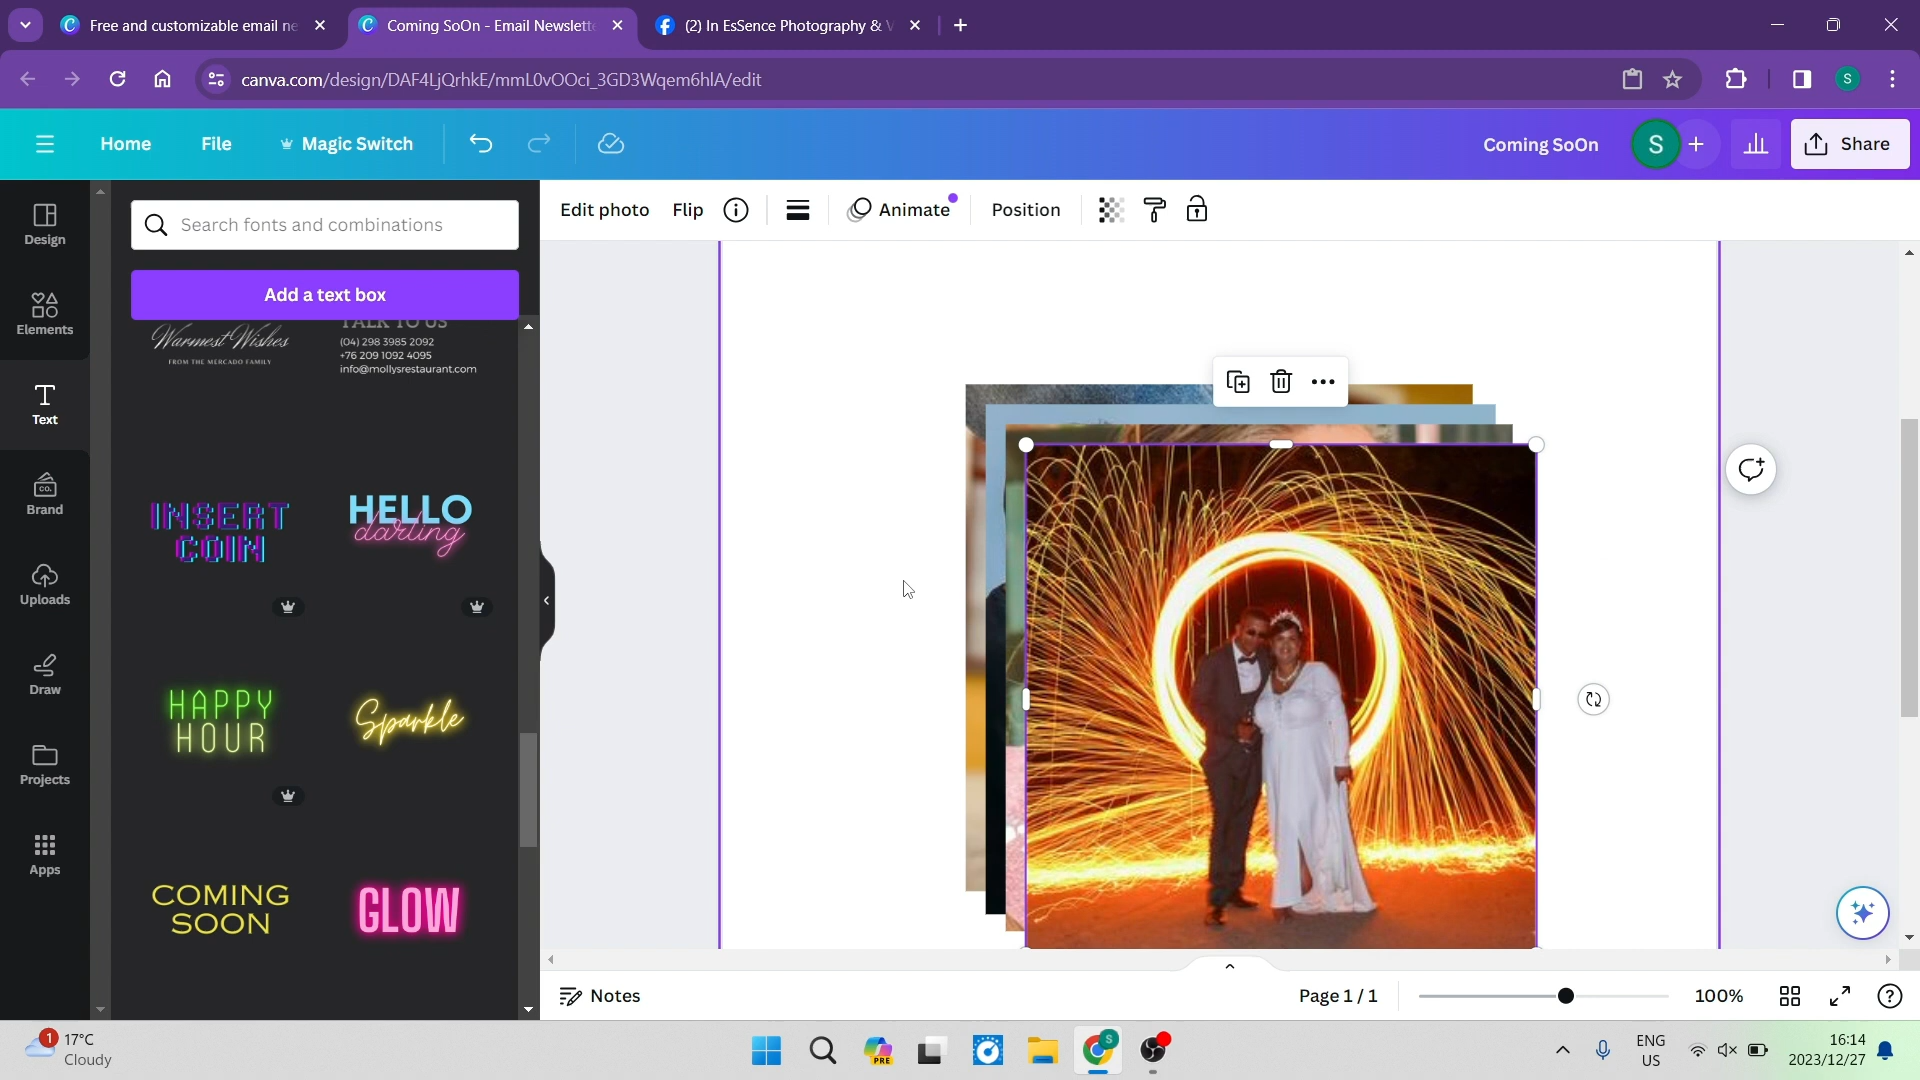 Free and customizable email ne
Coming SoOn - Email Newslette
(2) In EsSence Photography & V
canva.com/design/DAF4LjQrhkE/mmL0vOOci_3GD3Wqem6hlA/edit
S
Home
File
Magic Switch
Coming SoOn
S
Share
Design
Elements
Text
Brand
Uploads
Draw
Projects
Apps
CO.
Search fonts and combinations
Add a text box
Warmest Wishes
FROM THE MERCADO FAMILY
TALK TO US
(04) 298 3985 2092
+76 209 1092 4095
info@mollysrestaurant.com
INSERT
COIN
HELLO
darling
HAPPY
HOUR
Sparkle
COMING
SOON
GLOW
Edit photo
Flip
Animate
Position
Notes
Page 1 / 1
100%
1
17°C
Cloudy
PRE
S
ENG
US
16:14
2023/12/27